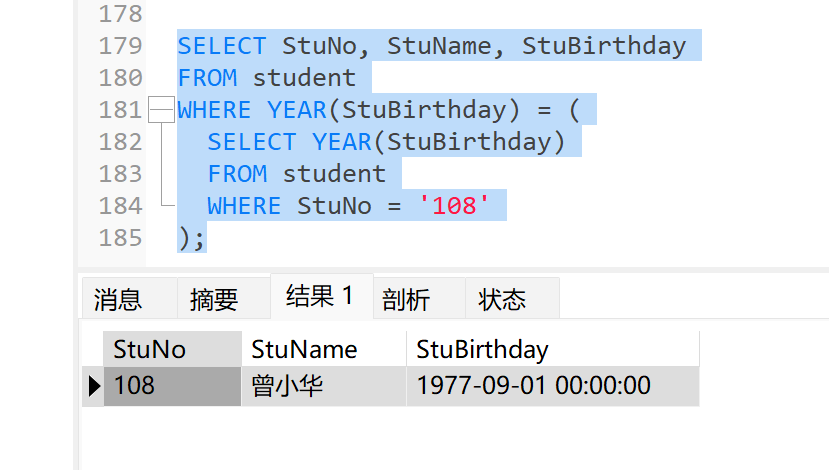 178
179 SELECT StuNo, StuName, StuBirthday
180 FROM student
181 WHERE YEAR(StuBirthday) = (
182 SELECT YEAR(StuBirthday)
183 FROM student
184 WHERE StuNo = '108'
185 );
消息 摘要 结果 1 剖析 状态
StuNo StuName StuBirthday
108 曾小华 1977-09-01 00:00:00